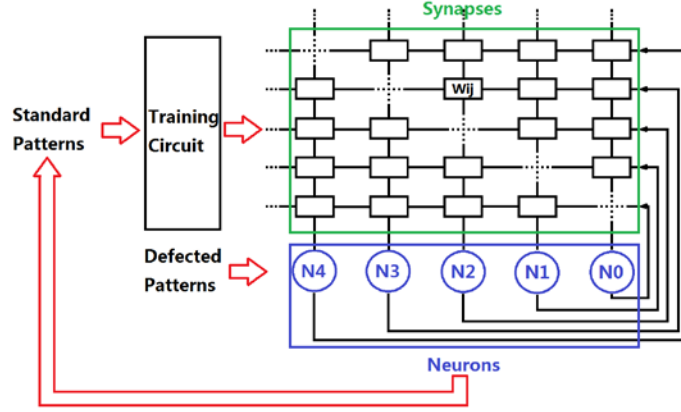 Synapses
Standard
Patterns
Training
Circuit
Wij
Defected
Patterns
N4 N3 N2 N1 N0
Neurons